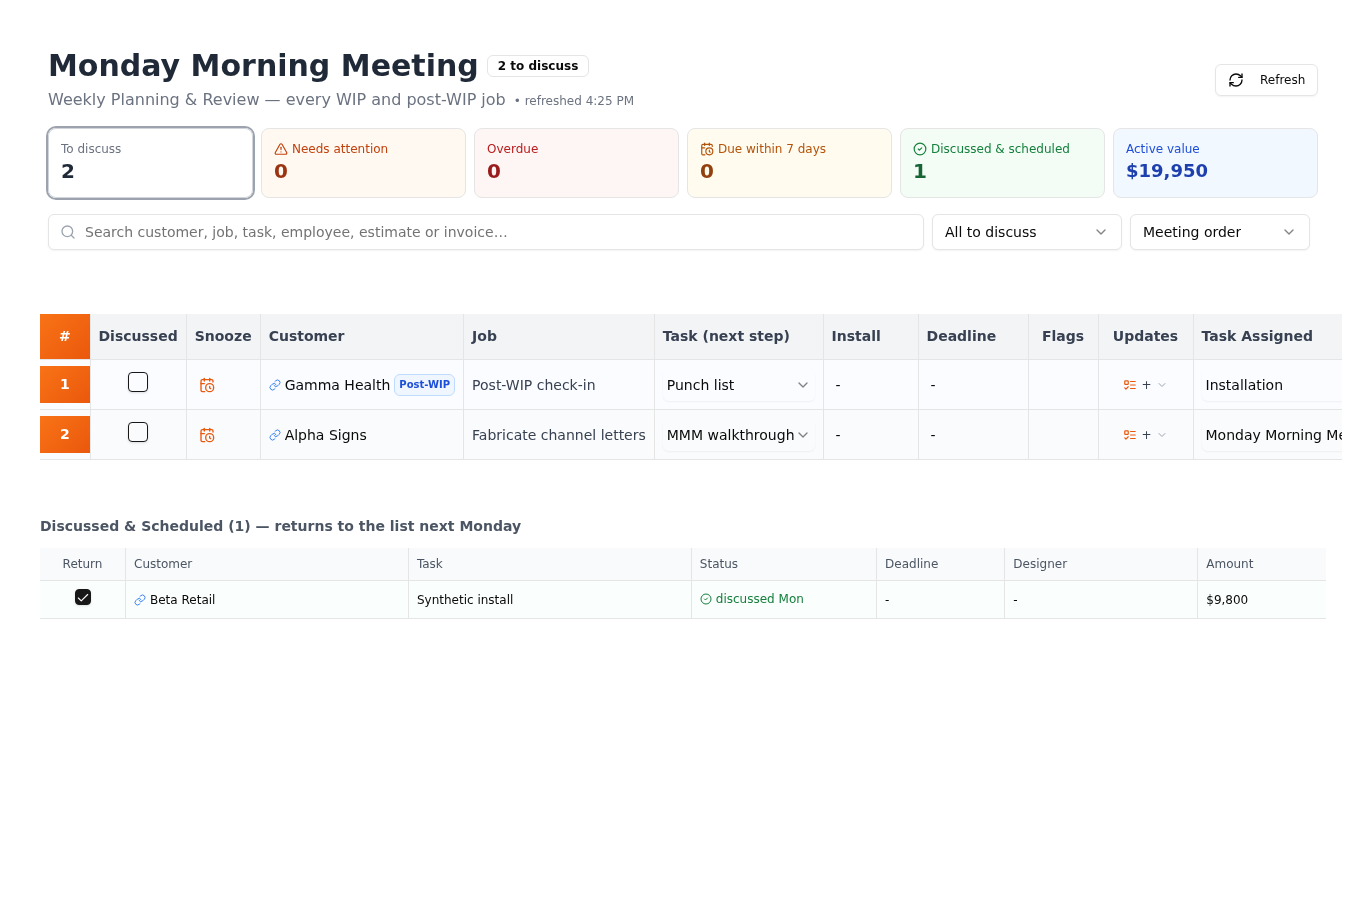 Monday Morning Meeting 2 to discuss
Refresh
Weekly Planning & Review — every WIP and post-WIP job • refreshed 4:25 PM
To discuss Needs attention Overdue Due within 7 days Discussed & scheduled Active value
2 0 0 0 1 $19,950
Search customer, job, task, employee, estimate or invoice... All to discuss Meeting order
# Discussed Snooze Customer Job Task (next step) Install Deadline Flags Updates Task Assigned
1 Gamma Health Post-WIP Post-WIP check-in Punch list - - + Installation
2 Alpha Signs Fabricate channel letters MMM walkthrough - - + Monday Morning Me
Discussed & Scheduled (1) — returns to the list next Monday
Return Customer Task Status Deadline Designer Amount
Beta Retail Synthetic install discussed Mon - - $9,800